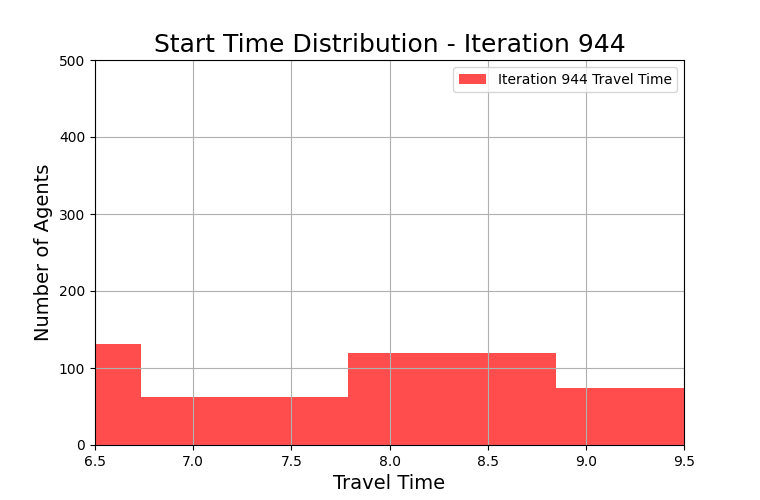 Start Time Distribution - Iteration 944
Iteration 944 Travel Time
Number of Agents
500
400
300
200
100
0
6.5 7.0 7.5 8.0 8.5 9.0 9.5
Travel Time